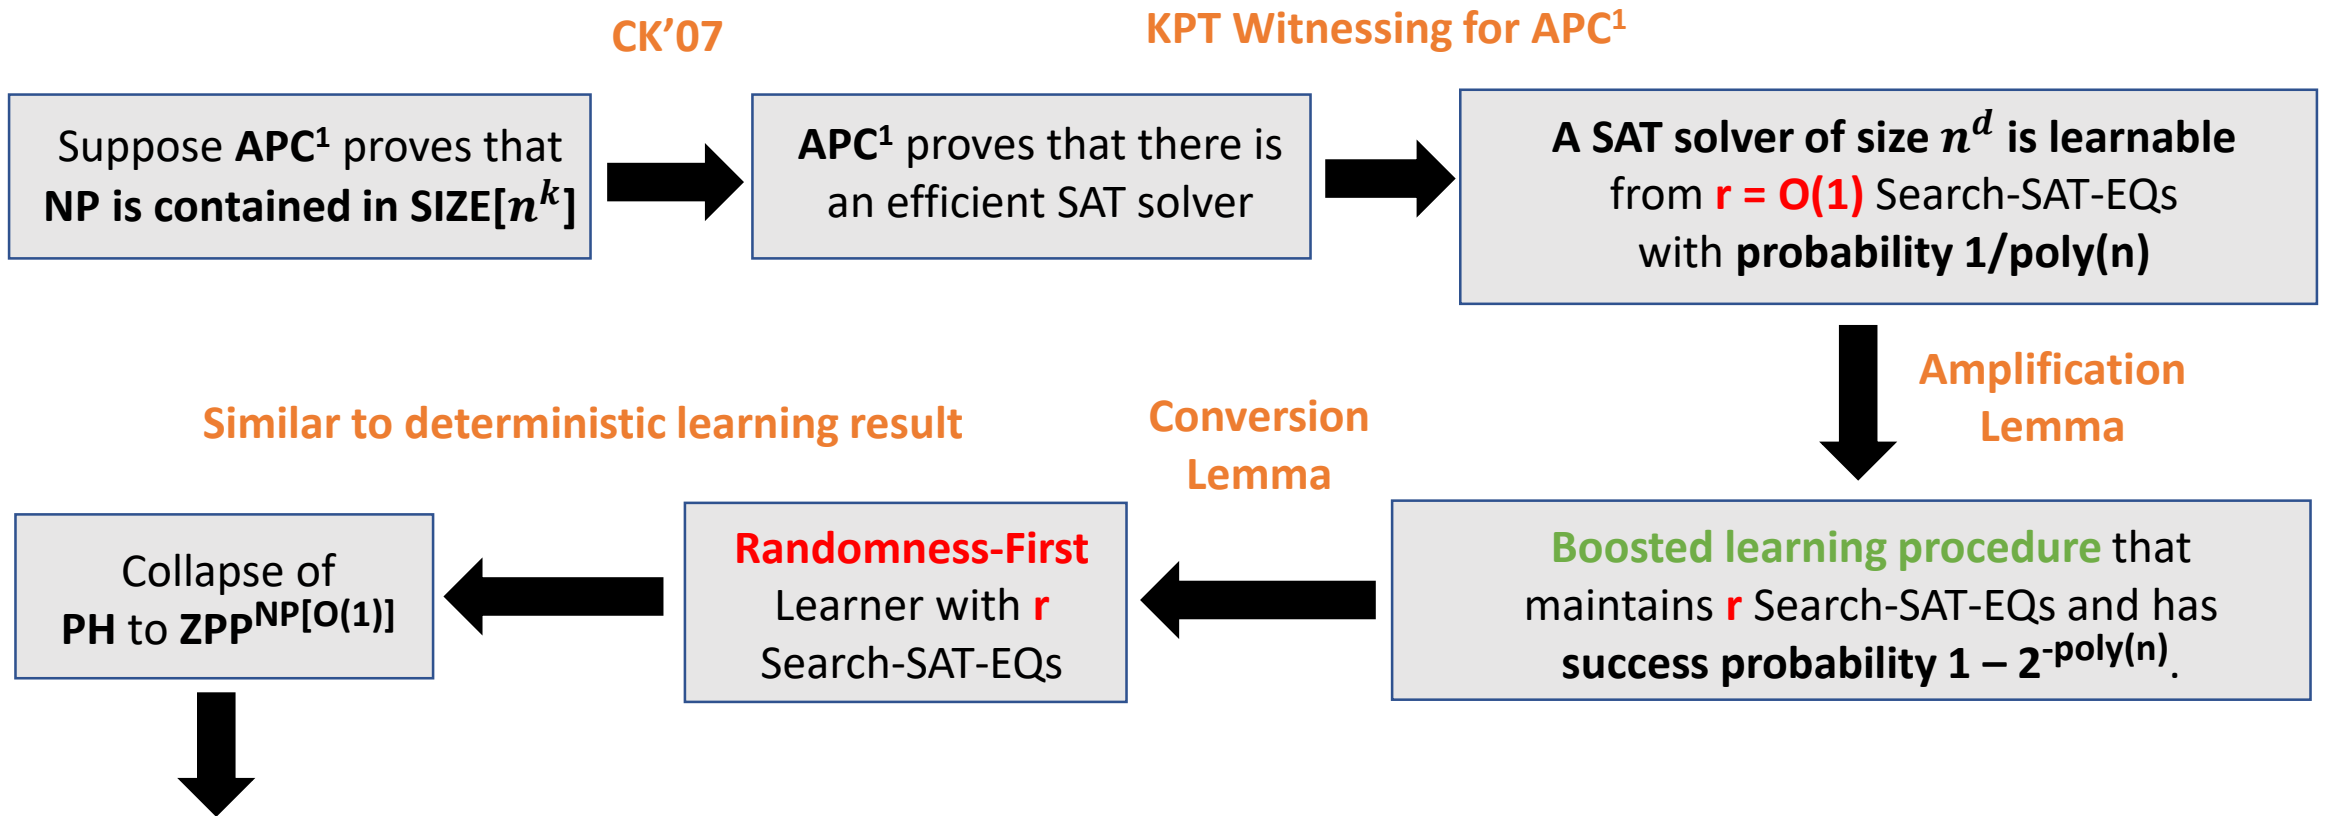 CK’07
KPT Witnessing for APC¹
Suppose APC¹ proves that
NP is contained in SIZE[nᵏ]
APC¹ proves that there is
an efficient SAT solver
A SAT solver of size nᵈ is learnable
from r = O(1) Search-SAT-EQs
with probability 1/poly(n)
Amplification
Lemma
Similar to deterministic learning result
Conversion
Lemma
Collapse of
PH to ZPP^NP[O(1)]
Randomness-First
Learner with r
Search-SAT-EQs
Boosted learning procedure that
maintains r Search-SAT-EQs and has
success probability 1 – 2^-poly(n).